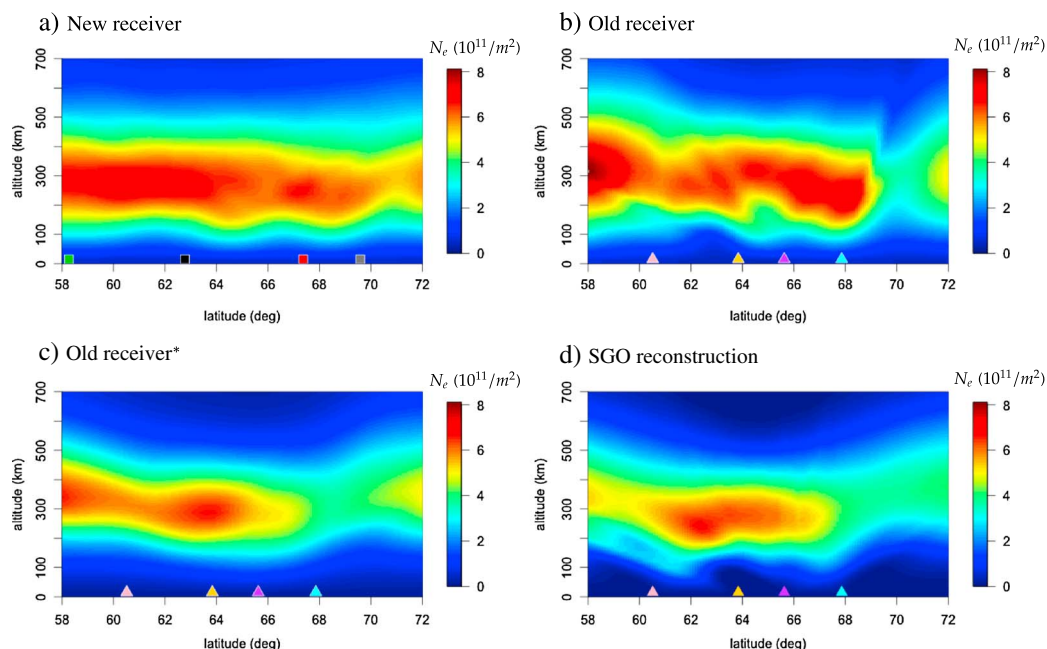 a) New receiver
N_e (10^11/m^2)
700
500
300
100
0
altitude (km)
8
6
4
2
0
58 60 62 64 66 68 70 72
latitude (deg)
b) Old receiver
N_e (10^11/m^2)
700
500
300
100
0
altitude (km)
8
6
4
2
0
58 60 62 64 66 68 70 72
latitude (deg)
c) Old receiver*
N_e (10^11/m^2)
700
500
300
100
0
altitude (km)
8
6
4
2
0
58 60 62 64 66 68 70 72
latitude (deg)
d) SGO reconstruction
N_e (10^11/m^2)
700
500
300
100
0
altitude (km)
8
6
4
2
0
58 60 62 64 66 68 70 72
latitude (deg)